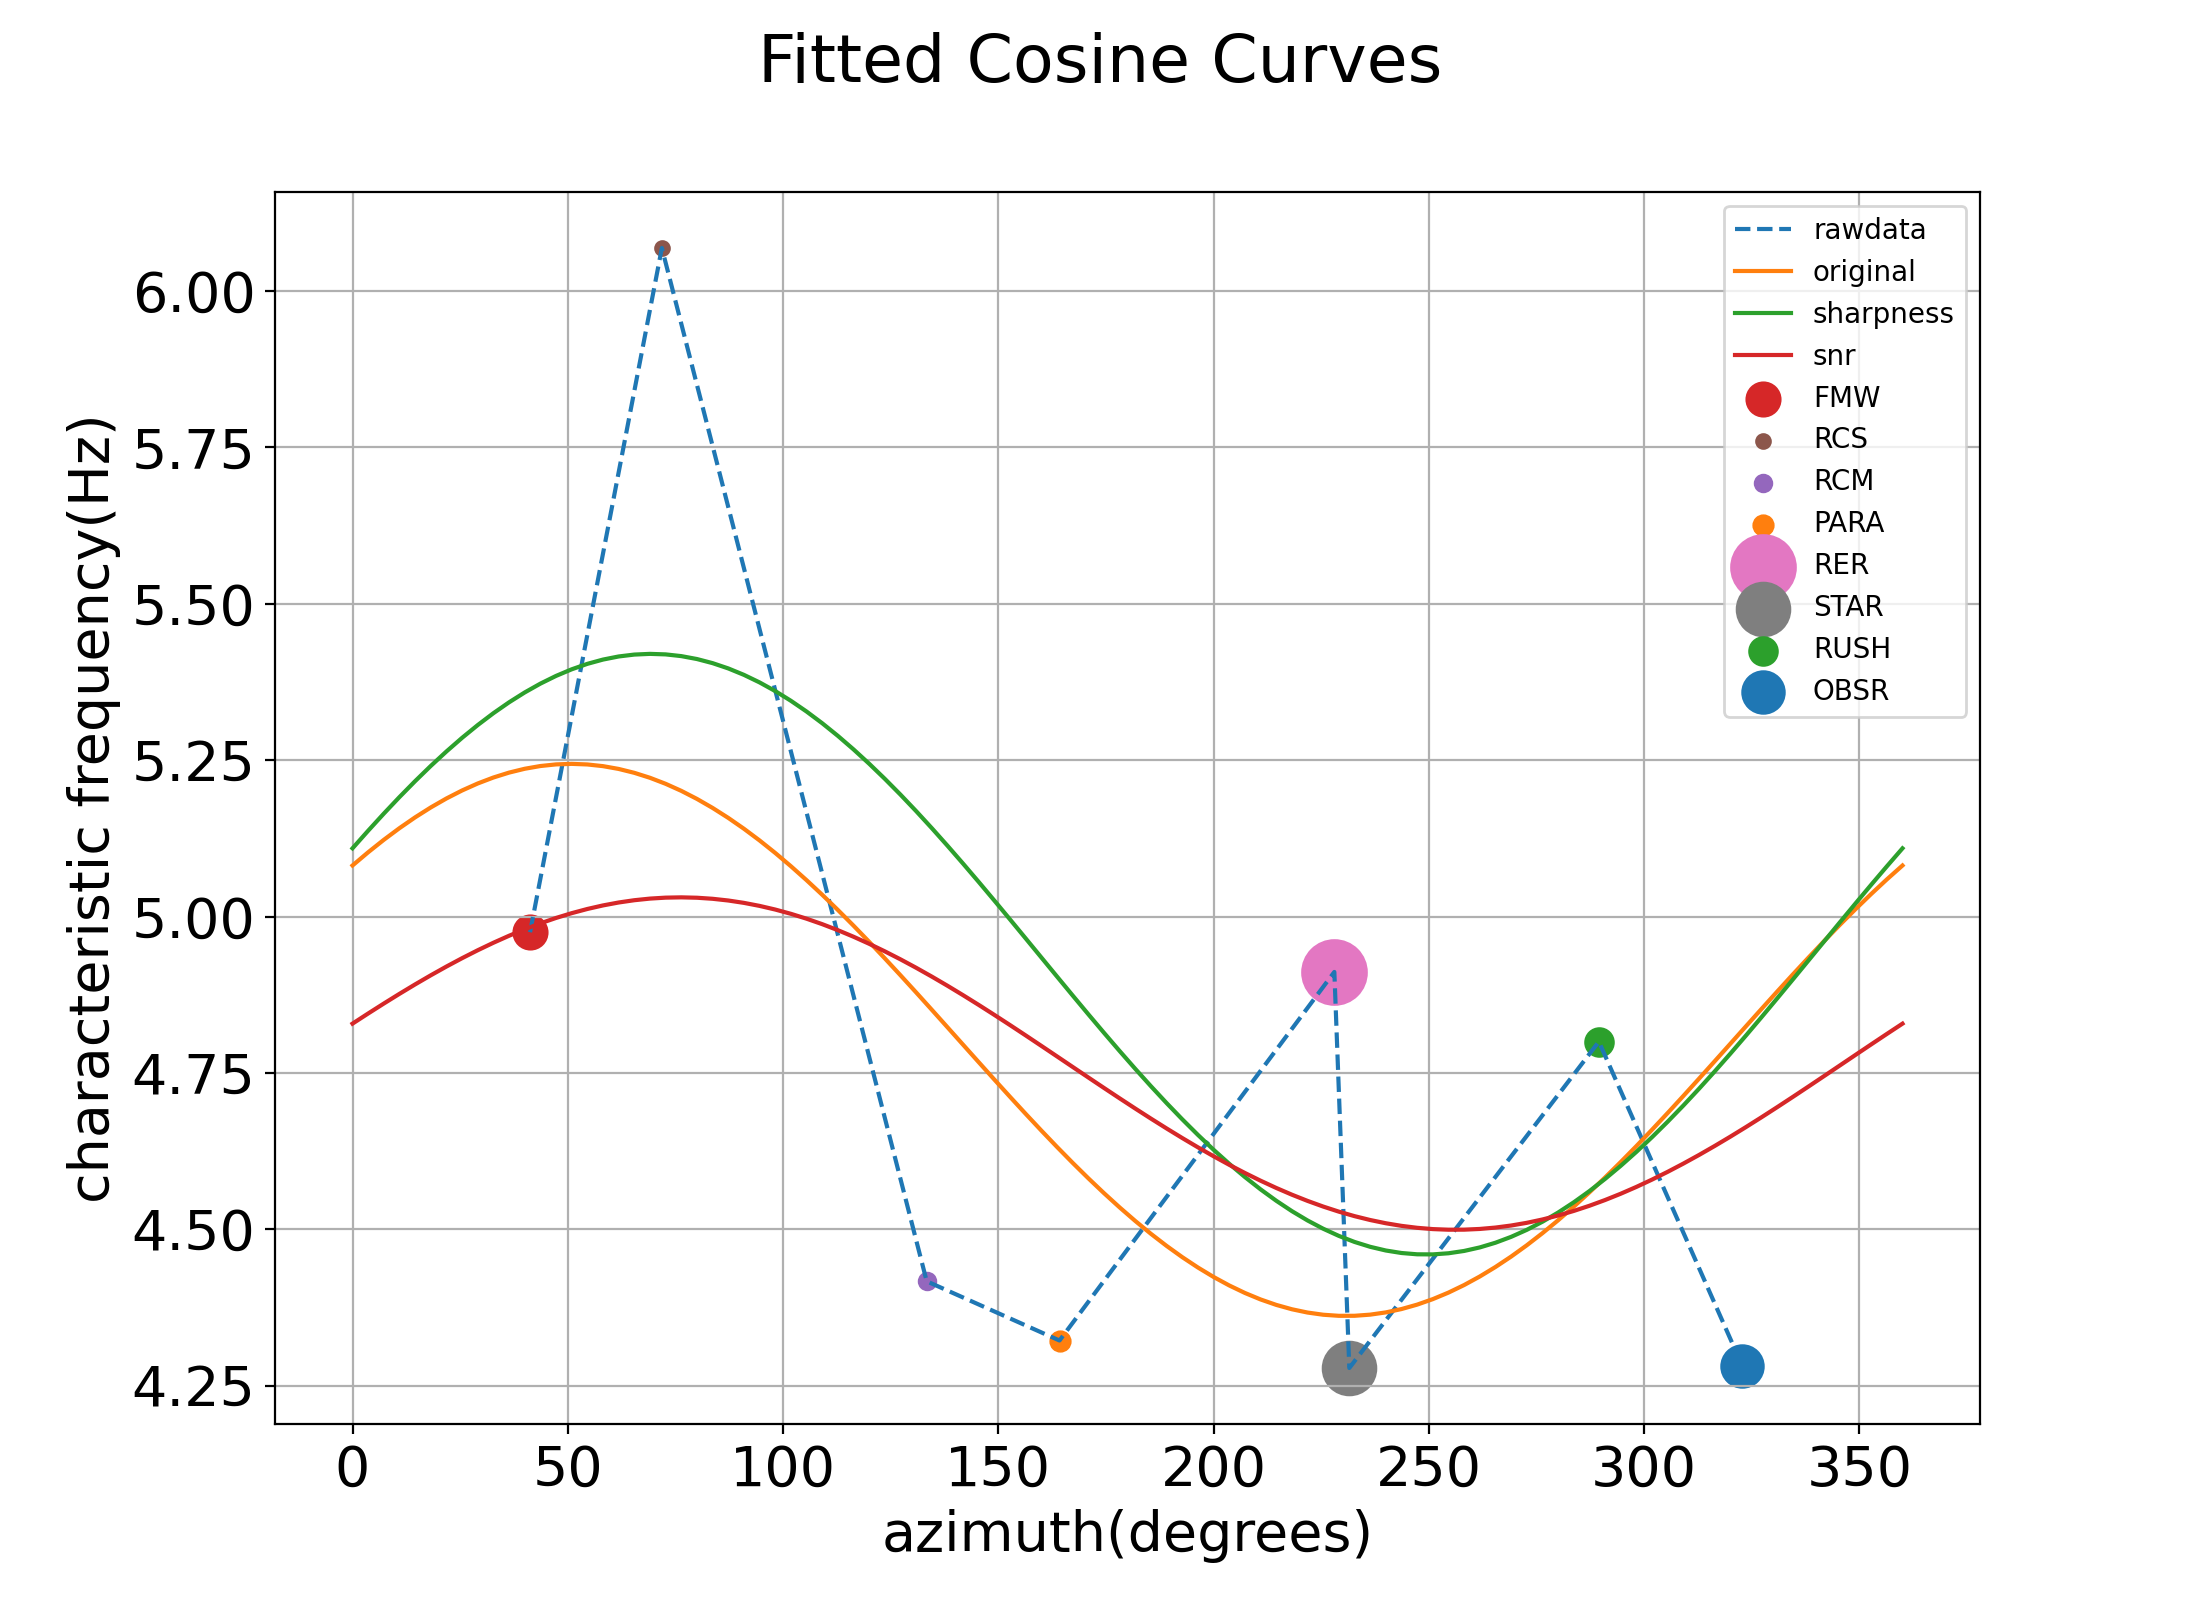 Fitted Cosine Curves
rawdata
original
sharpness
snr
FMW
RCS
RCM
PARA
RER
STAR
RUSH
OBSR
characteristic frequency(Hz)
6.00
5.75
5.50
5.25
5.00
4.75
4.50
4.25
0 50 100 150 200 250 300 350
azimuth(degrees)